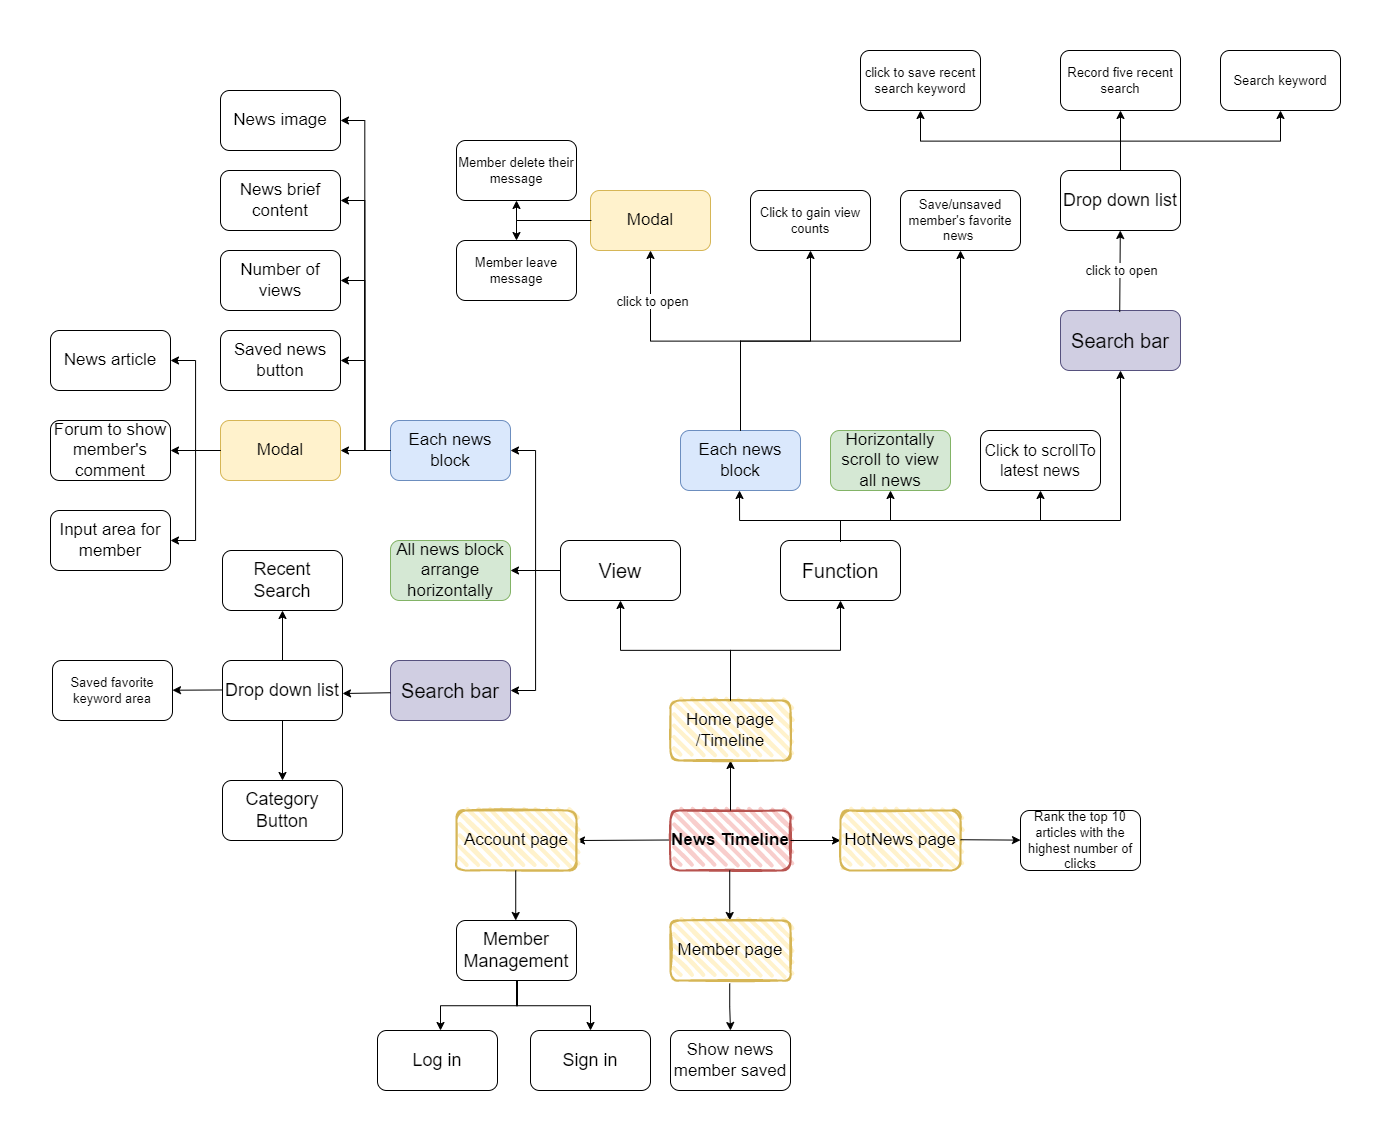 click to save recent
search keyword
Record five recent
search
Search keyword
News image
Member delete their
message
News brief
content
Modal
Click to gain view
counts
Save/unsaved
member's favorite
news
Drop down list
Member leave
message
click to open
Number of
views
click to open
Search bar
News article
Saved news
button
Forum to show
member's
comment
Modal
Each news
block
Each news
block
Horizontally
scroll to view
all news
Click to scrollTo
latest news
Input area for
member
Recent
Search
All news block
arrange
horizontally
View
Function
Saved favorite
keyword area
Drop down list
Search bar
Home page
/Timeline
Category
Button
Account page
News Timeline
HotNews page
Rank the top 10
articles with the
highest number of
clicks
Member
Management
Member page
Log in
Sign in
Show news
member saved